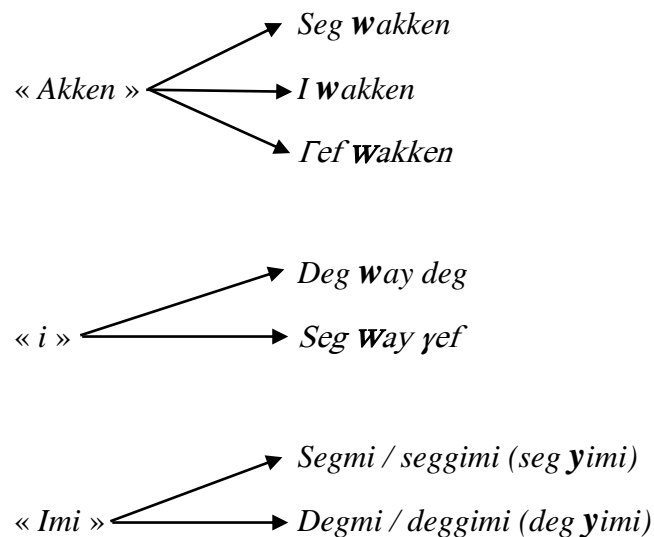 Seg wakken
« Akken »
I wakken
Γef wakken
Deg way deg
« i »
Seg way ɣef
Segmi / seggimi (seg yimi)
« Imi »
Degmi / deggimi (deg yimi)